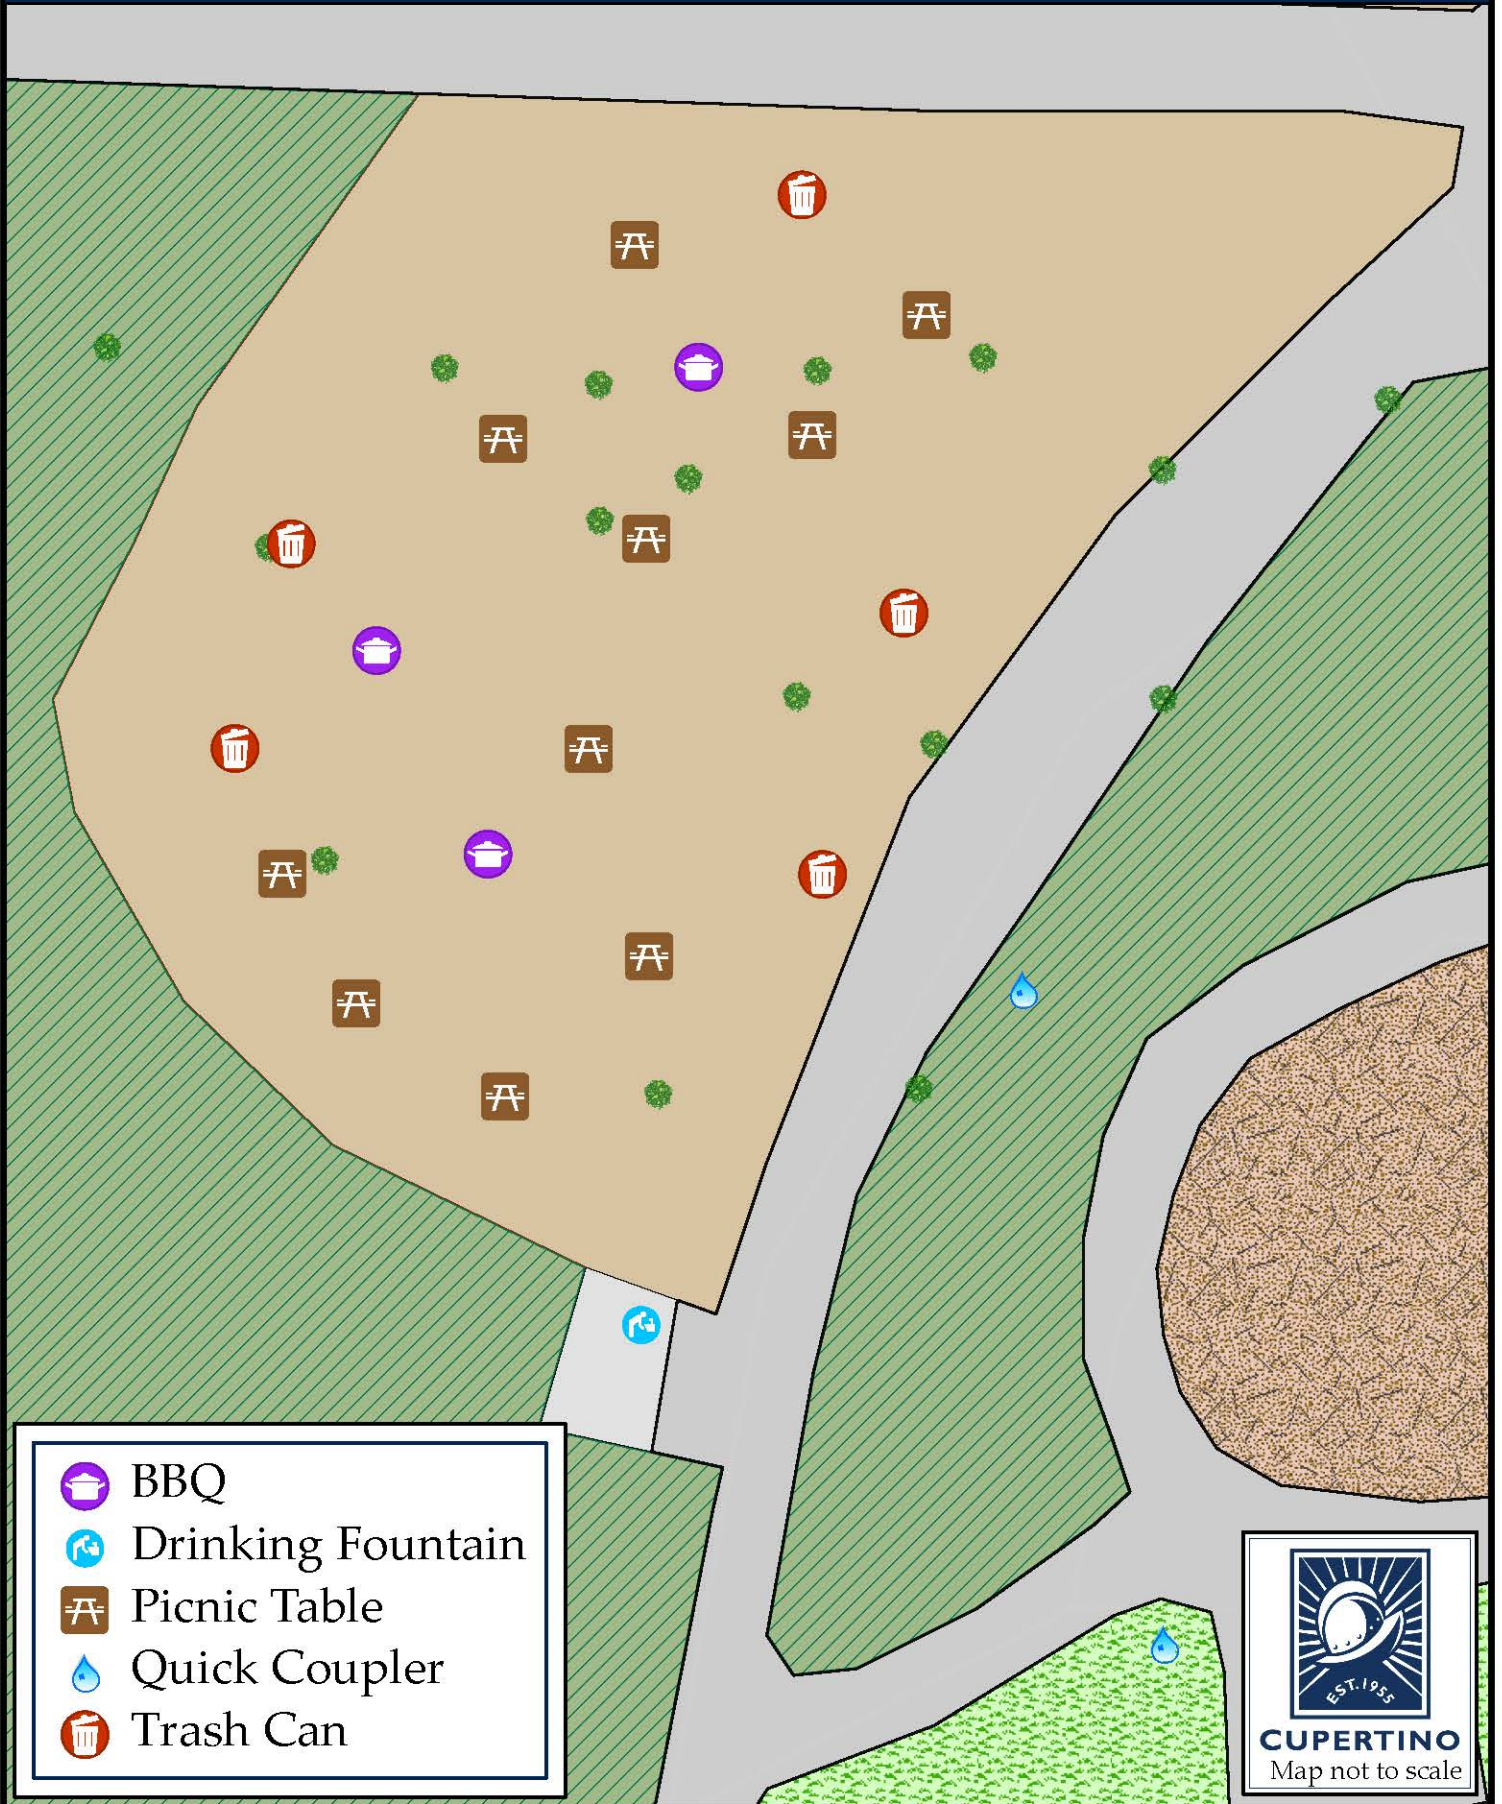 BBQ
Drinking Fountain
Picnic Table
Quick Coupler
Trash Can
EST. 1955
CUPERTINO
Map not to scale